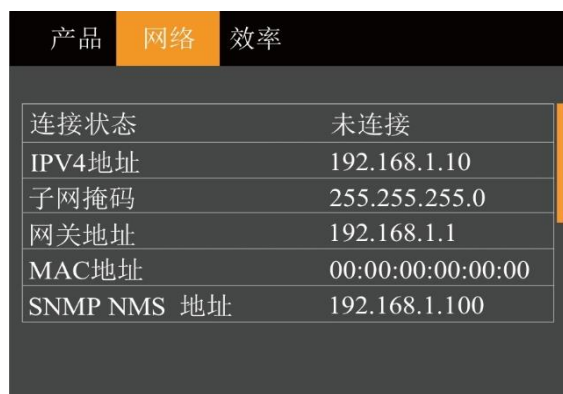 产品 网络 效率
连接状态 未连接
IPV4地址 192.168.1.10
子网掩码 255.255.255.0
网关地址 192.168.1.1
MAC地址 00:00:00:00:00:00
SNMP NMS 地址 192.168.1.100